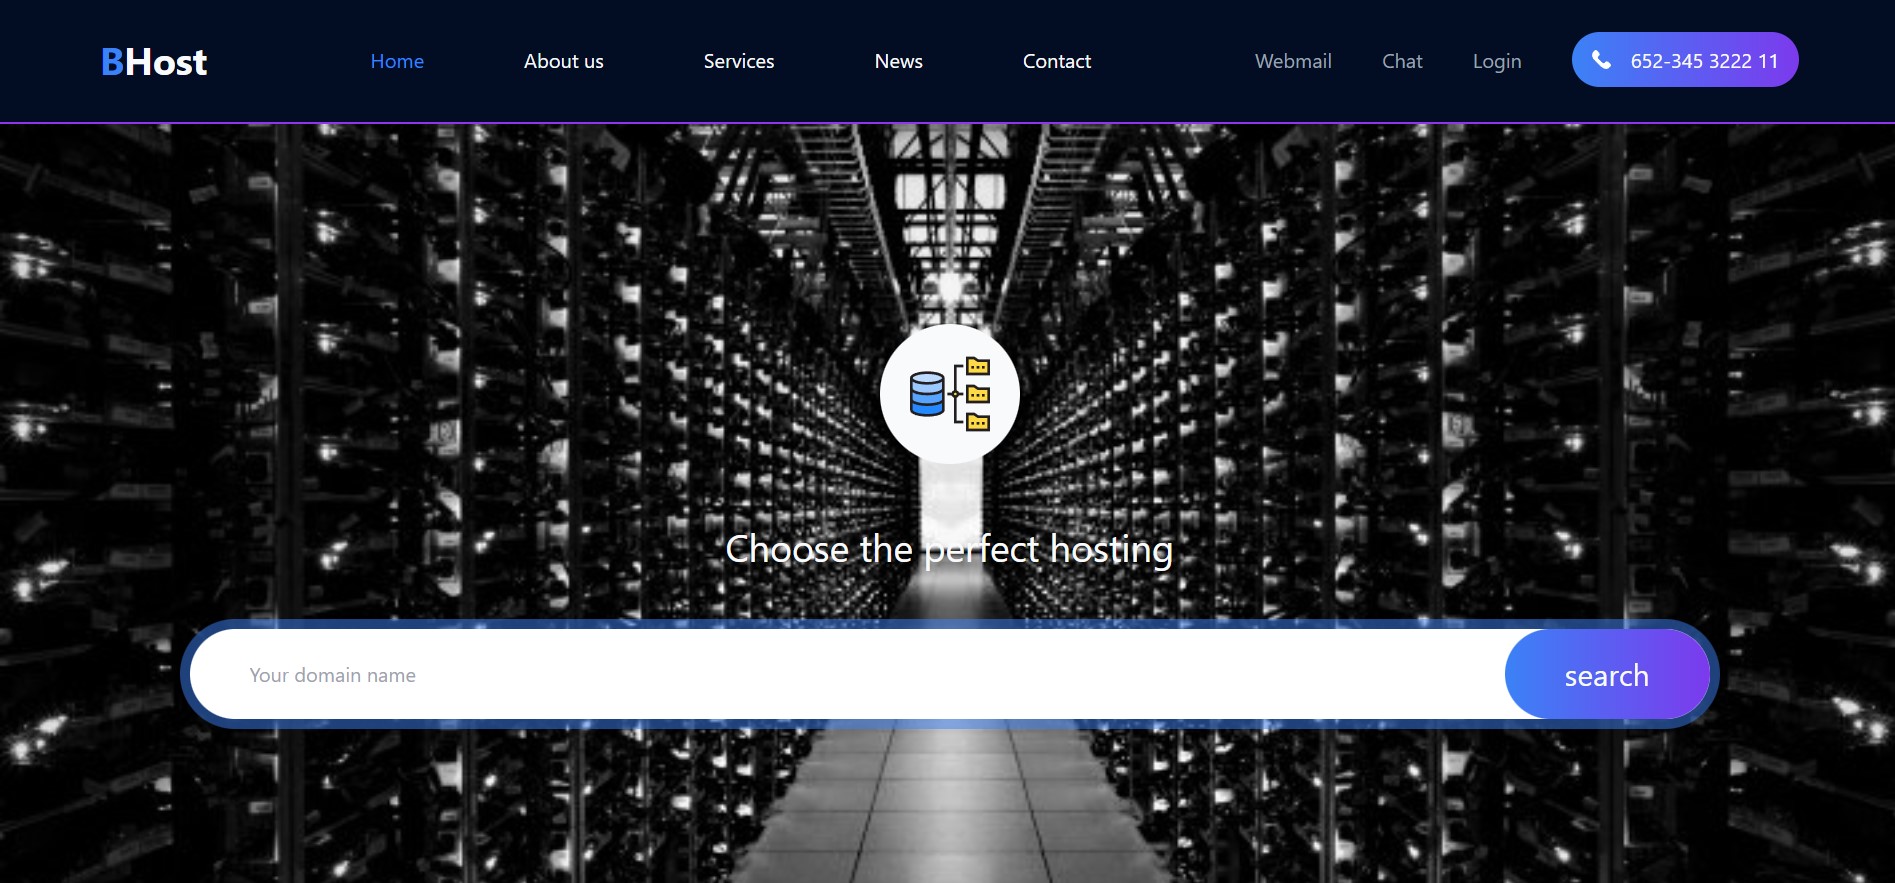 BHost
Home
About us
Services
News
Contact
Webmail
Chat
Login
652-345 3222 11
Choose the perfect hosting
Your domain name
search